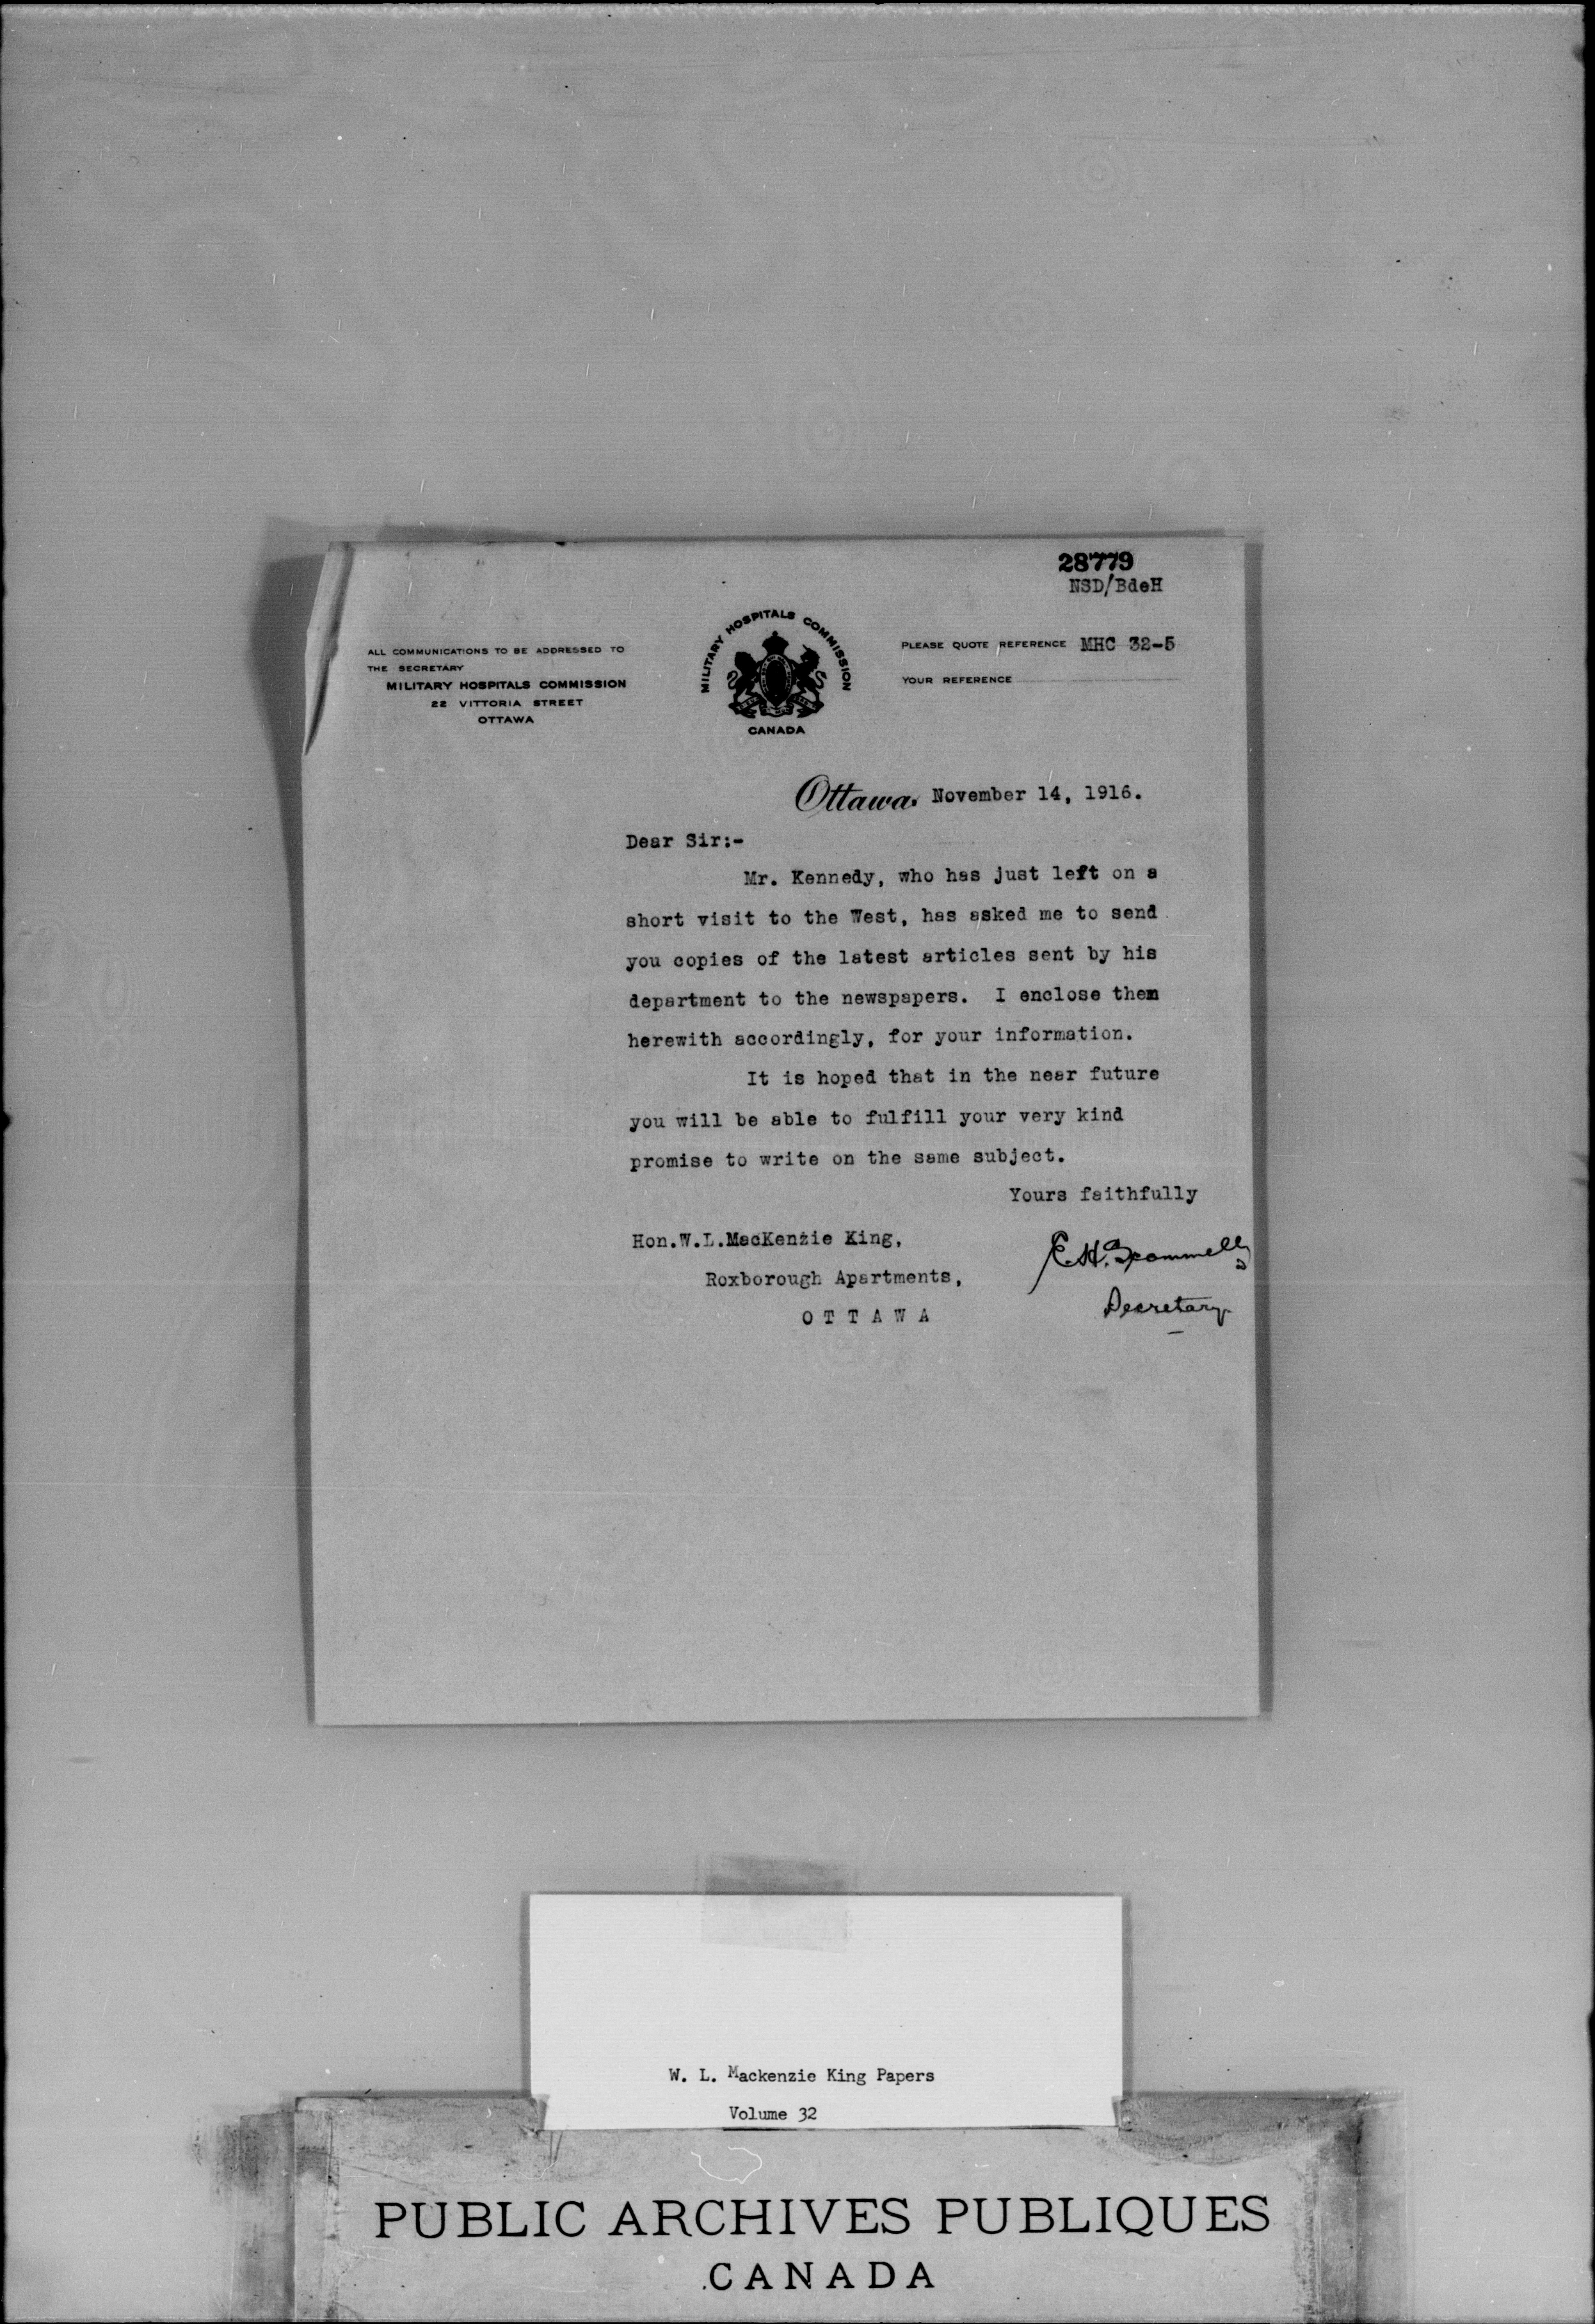 28779
NSD/BdeH
ALL COMMUNICATIONS TO BE ADDRESSED TO
THE SECRETARY
MILITARY HOSPITALS COMMISSION
22 VITTORIA STREET
OTTAWA
MILITARY HOSPITALS COMMISSION
CANADA
PLEASE QUOTE REFERENCE MHC 32-5
YOUR REFERENCE
Ottawa, November 14, 1916.
Dear Sir:-
Mr. Kennedy, who has just left on a
short visit to the West, has asked me to send
you copies of the latest articles sent by his
department to the newspapers. I enclose them
herewith accordingly, for your information.
It is hoped that in the near future
you will be able to fulfill your very kind
promise to write on the same subject.
Yours faithfully
E.H. Scammell
Secretary.
Hon.W.L.MacKenzie King,
Roxborough Apartments,
O T T A W A
W. L. Mackenzie King Papers
Volume 32
PUBLIC ARCHIVES PUBLIQUES
CANADA